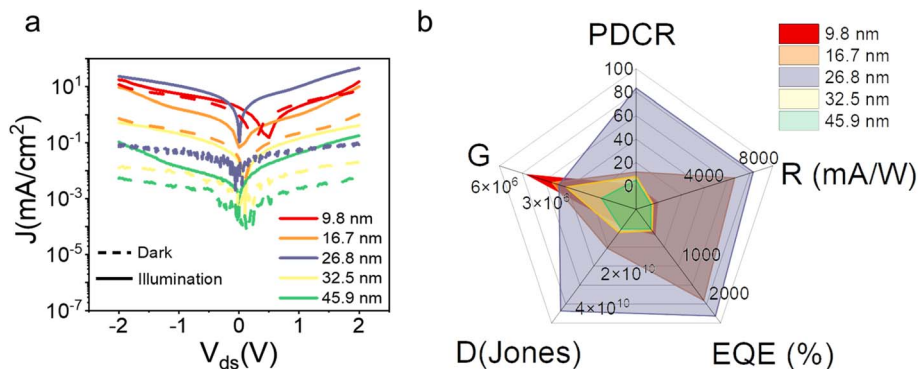 a
J(mA/cm²)
10¹
10⁻¹
10⁻³
10⁻⁵
10⁻⁷
Dark
Illumination
9.8 nm
16.7 nm
26.8 nm
32.5 nm
45.9 nm
-2
-1
0
1
2
V_ds(V)
b
PDCR
9.8 nm
16.7 nm
26.8 nm
32.5 nm
45.9 nm
100
80
60
40
20
0
G
6×10⁶
3×10⁶
4000
8000
R (mA/W)
1000
2000
2×10¹⁰
4×10¹⁰
D(Jones)
EQE (%)